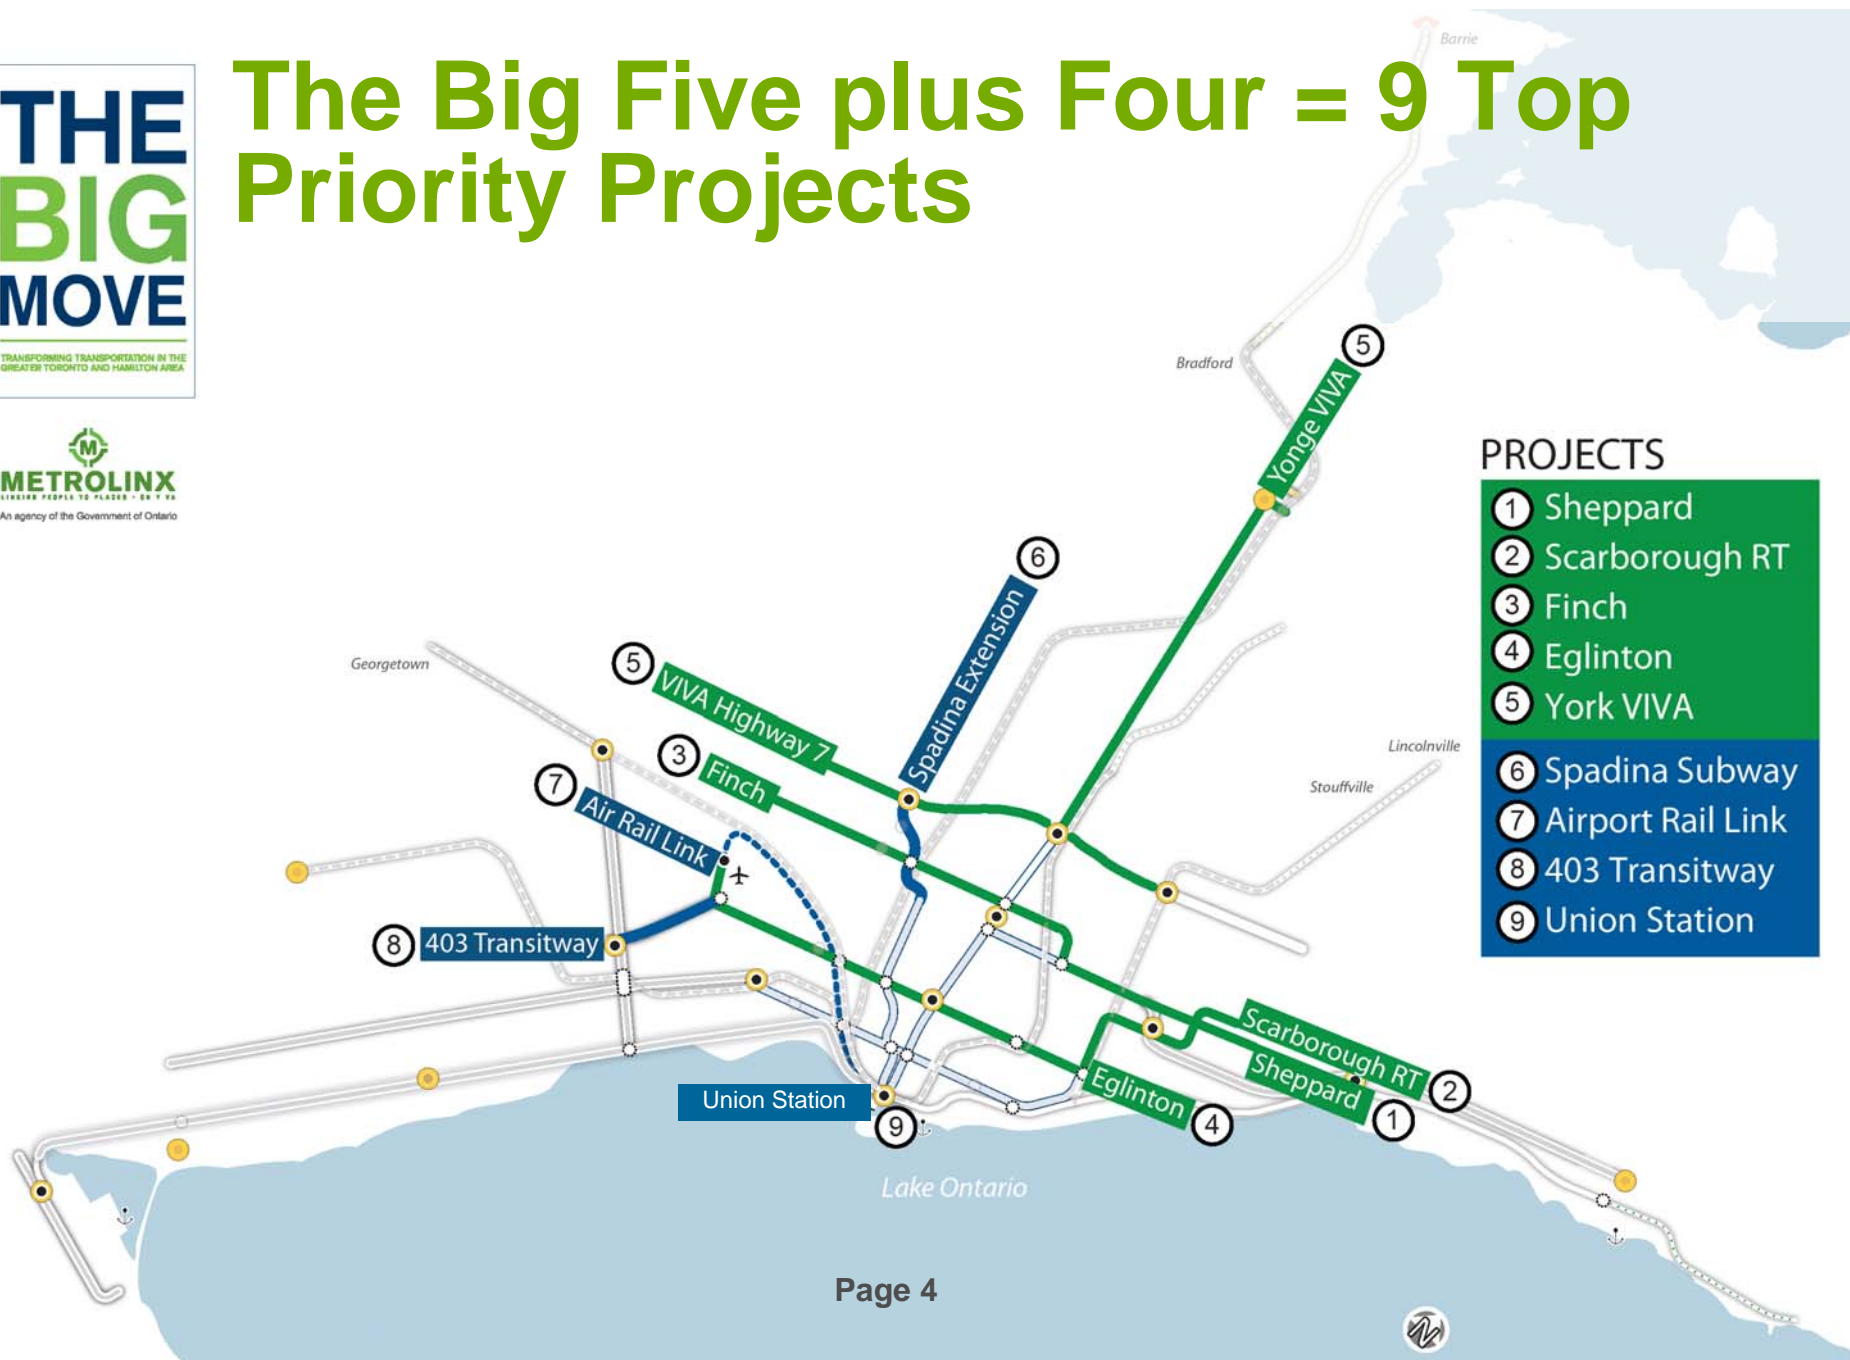 The Big Five plus Four = 9 Top
Priority Projects
THE
BIG
MOVE
TRANSFORMING TRANSPORTATION IN THE
GREATER TORONTO AND HAMILTON AREA
M
METROLINX
LINKING PEOPLE TO PLACES
An agency of the Government of Ontario
Barrie
Bradford
5
Yonge VIVA
6
Spadina Extension
Georgetown
5
VIVA Highway 7
3
Finch
7
Air Rail Link
8
403 Transitway
Lincolnville
Stouffville
Scarborough RT
2
Sheppard
1
Eglinton
4
Union Station
9
Lake Ontario
PROJECTS
1 Sheppard
2 Scarborough RT
3 Finch
4 Eglinton
5 York VIVA
6 Spadina Subway
7 Airport Rail Link
8 403 Transitway
9 Union Station
Page 4